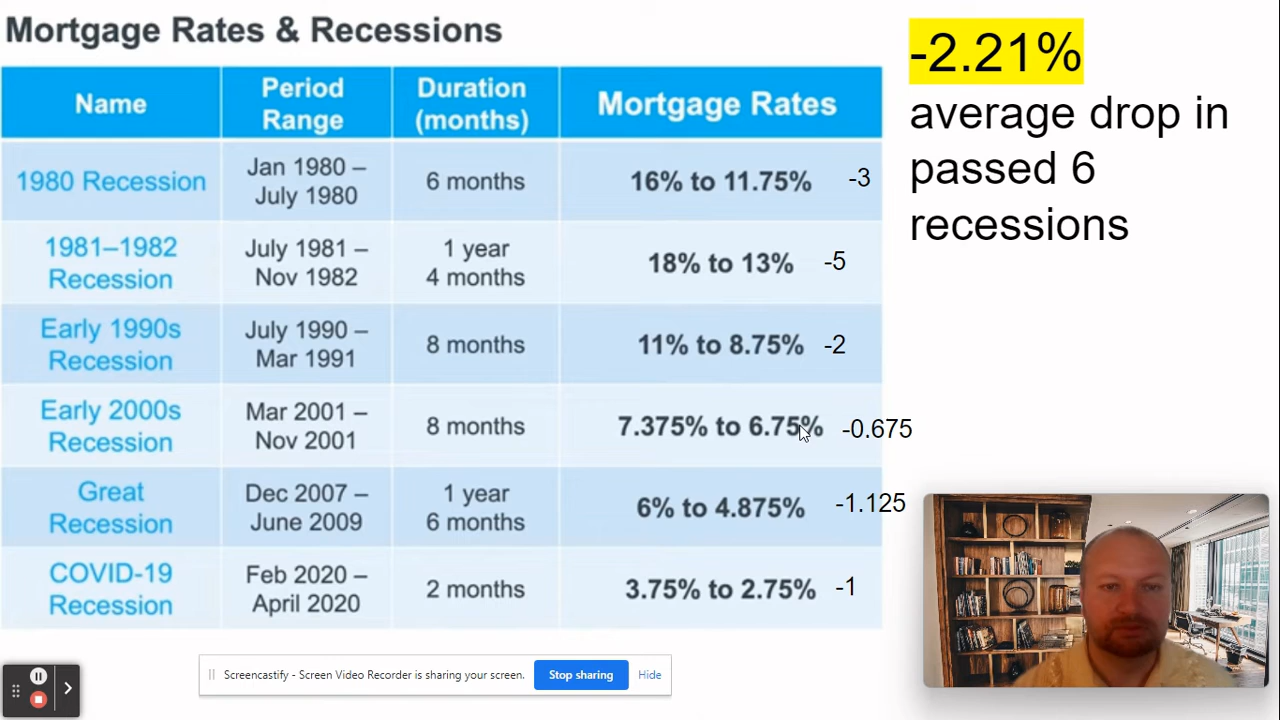 Mortgage Rates & Recessions
Name
Period
Range
Duration
(months)
Mortgage Rates
1980 Recession
Jan 1980 –
July 1980
6 months
16% to 11.75%
-3
1981–1982
Recession
July 1981 –
Nov 1982
1 year
4 months
18% to 13%
-5
Early 1990s
Recession
July 1990 –
Mar 1991
8 months
11% to 8.75%
-2
Early 2000s
Recession
Mar 2001 –
Nov 2001
8 months
7.375% to 6.75%
-0.675
Great
Recession
Dec 2007 –
June 2009
1 year
6 months
6% to 4.875%
-1.125
COVID-19
Recession
Feb 2020 –
April 2020
2 months
3.75% to 2.75%
-1
-2.21%
average drop in
passed 6
recessions
Screencastify - Screen Video Recorder is sharing your screen.
Stop sharing
Hide